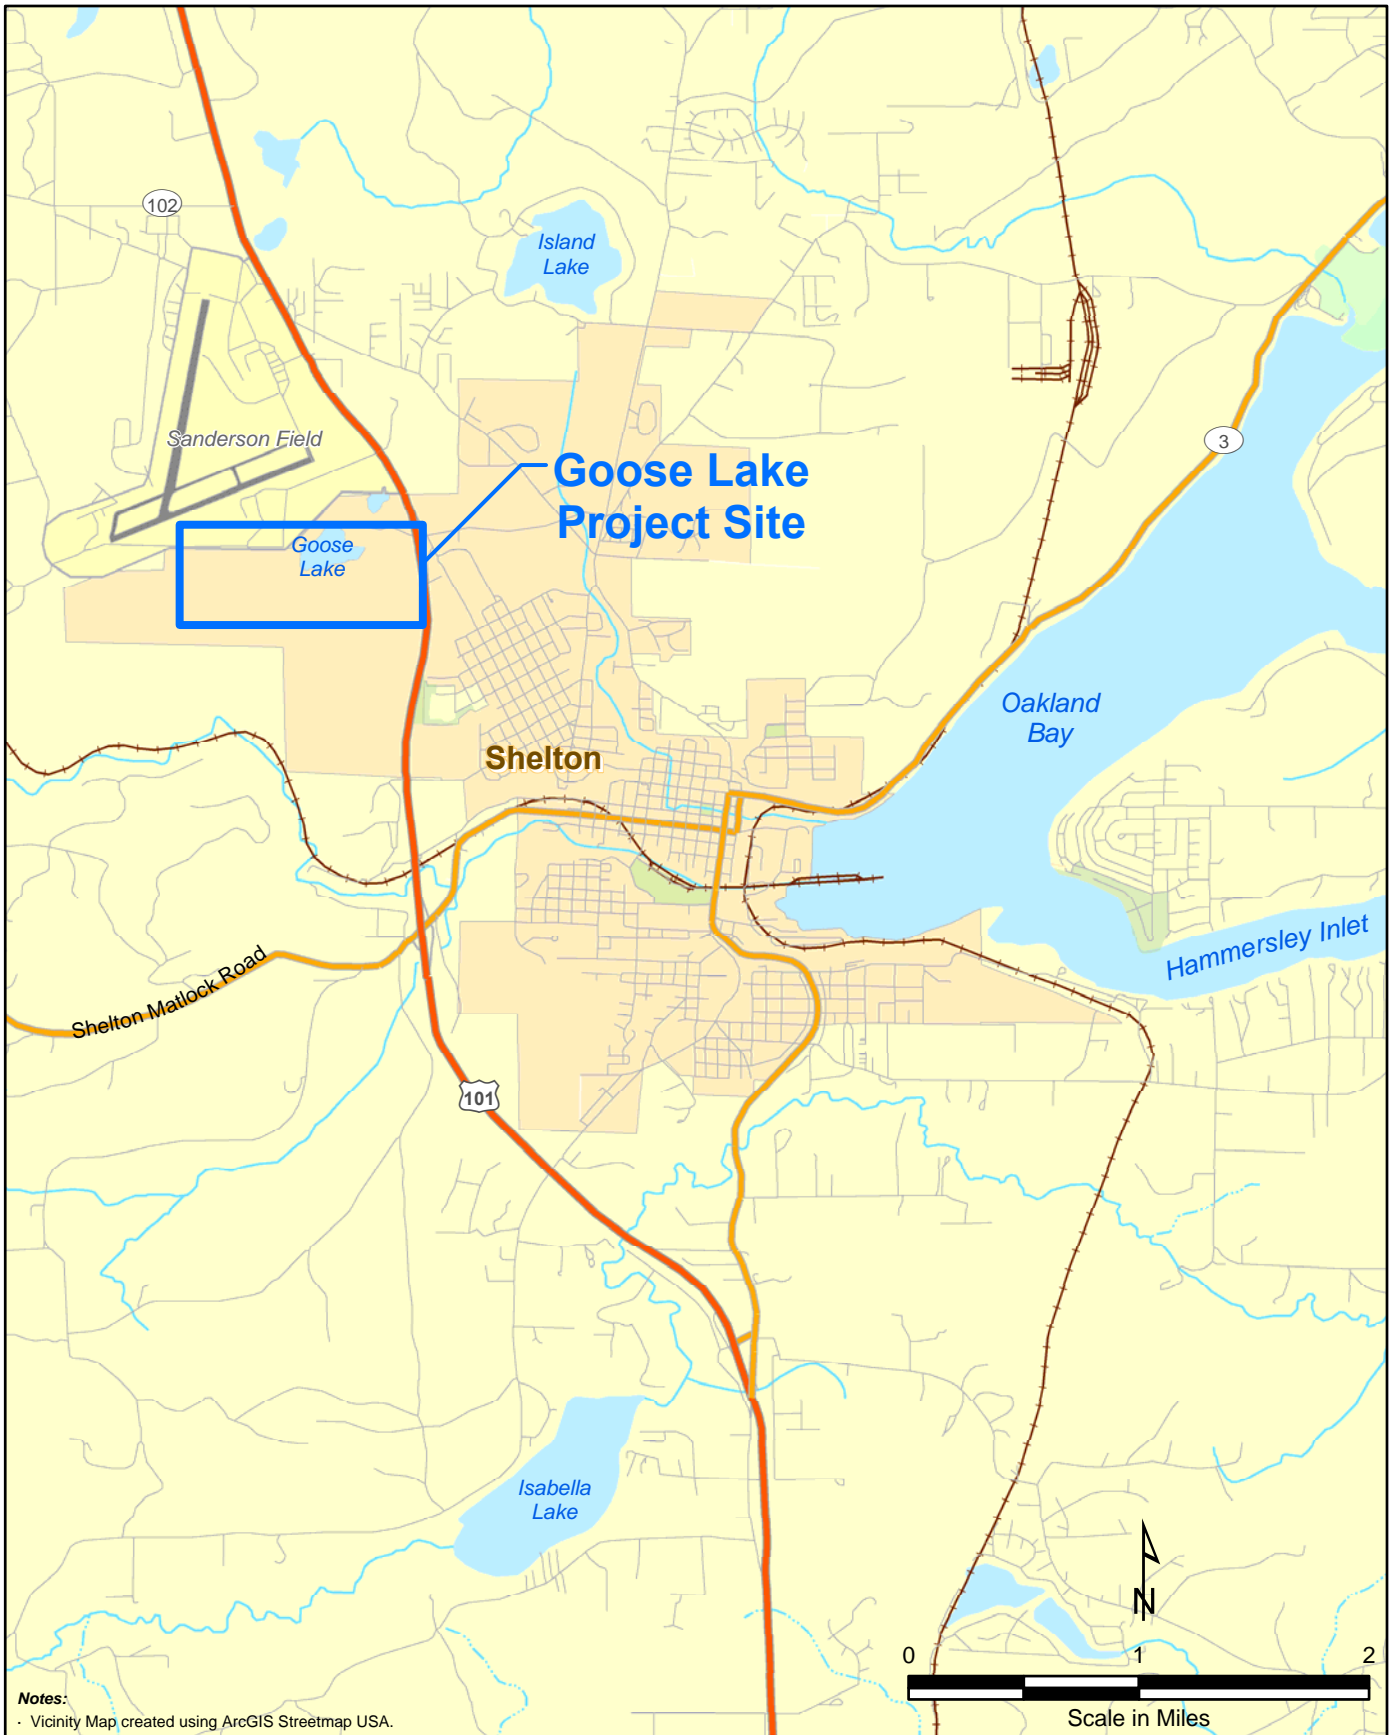 102
Island
Lake
3
Sanderson Field
Goose Lake
Project Site
Goose
Lake
Oakland
Bay
Shelton
Hammersley Inlet
Shelton Matlock Road
101
Isabella
Lake
N
0 1 2
Scale in Miles
Notes:
· Vicinity Map created using ArcGIS Streetmap USA.